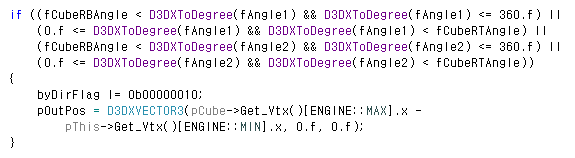 if ((fCubeRBAngle < D3DXToDegree(fAngle1) && D3DXToDegree(fAngle1) <= 360.f) ||
(0.f <= D3DXToDegree(fAngle1) && D3DXToDegree(fAngle1) < fCubeRTAngle) ||
(fCubeRBAngle < D3DXToDegree(fAngle2) && D3DXToDegree(fAngle2) <= 360.f) ||
(0.f <= D3DXToDegree(fAngle2) && D3DXToDegree(fAngle2) < fCubeRTAngle))
{
byDirFlag |= 0b00000010;
pOutPos = D3DXVECTOR3(pCube->Get_Vtx()[ENGINE::MAX].x -
pThis->Get_Vtx()[ENGINE::MIN].x, 0.f, 0.f);
}